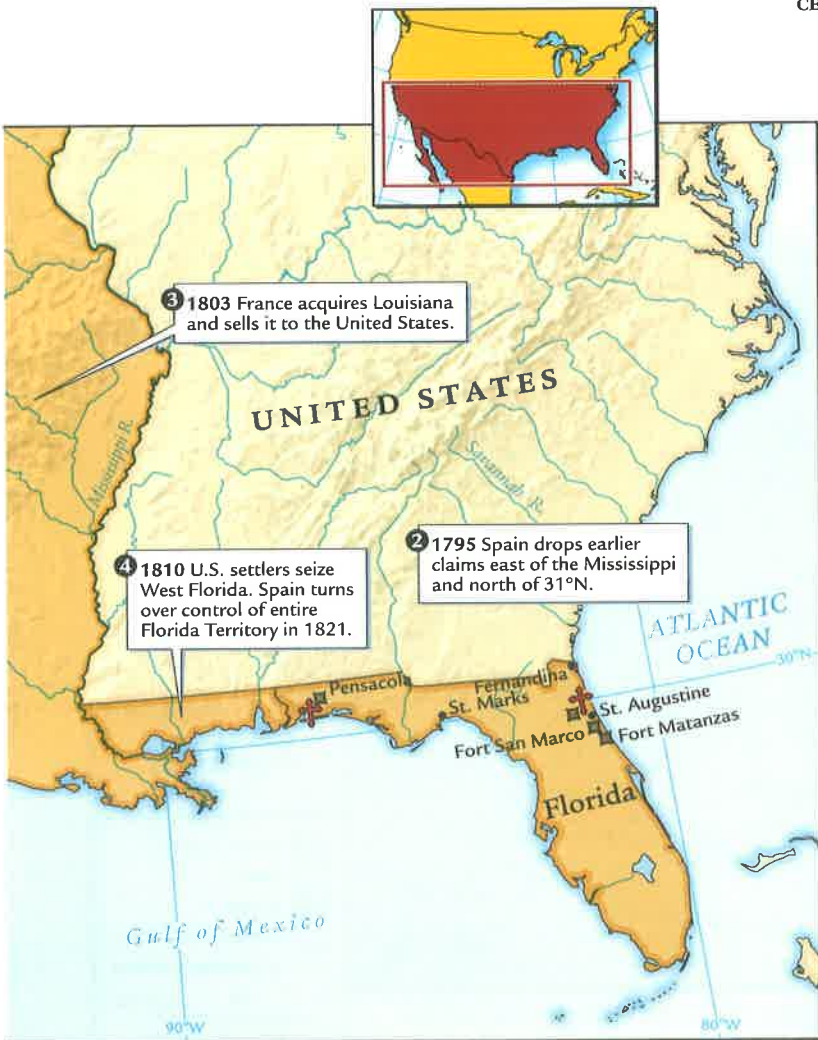 CE
3 1803 France acquires Louisiana
and sells it to the United States.
UNITED STATES
Mississippi R.
Savannah R.
2 1795 Spain drops earlier
claims east of the Mississippi
and north of 31°N.
4 1810 U.S. settlers seize
West Florida. Spain turns
over control of entire
Florida Territory in 1821.
ATLANTIC
OCEAN
30°N
Pensacola
Fernandina
St. Marks
St. Augustine
Fort San Marco
Fort Matanzas
Florida
Gulf of Mexico
90°W
80°W